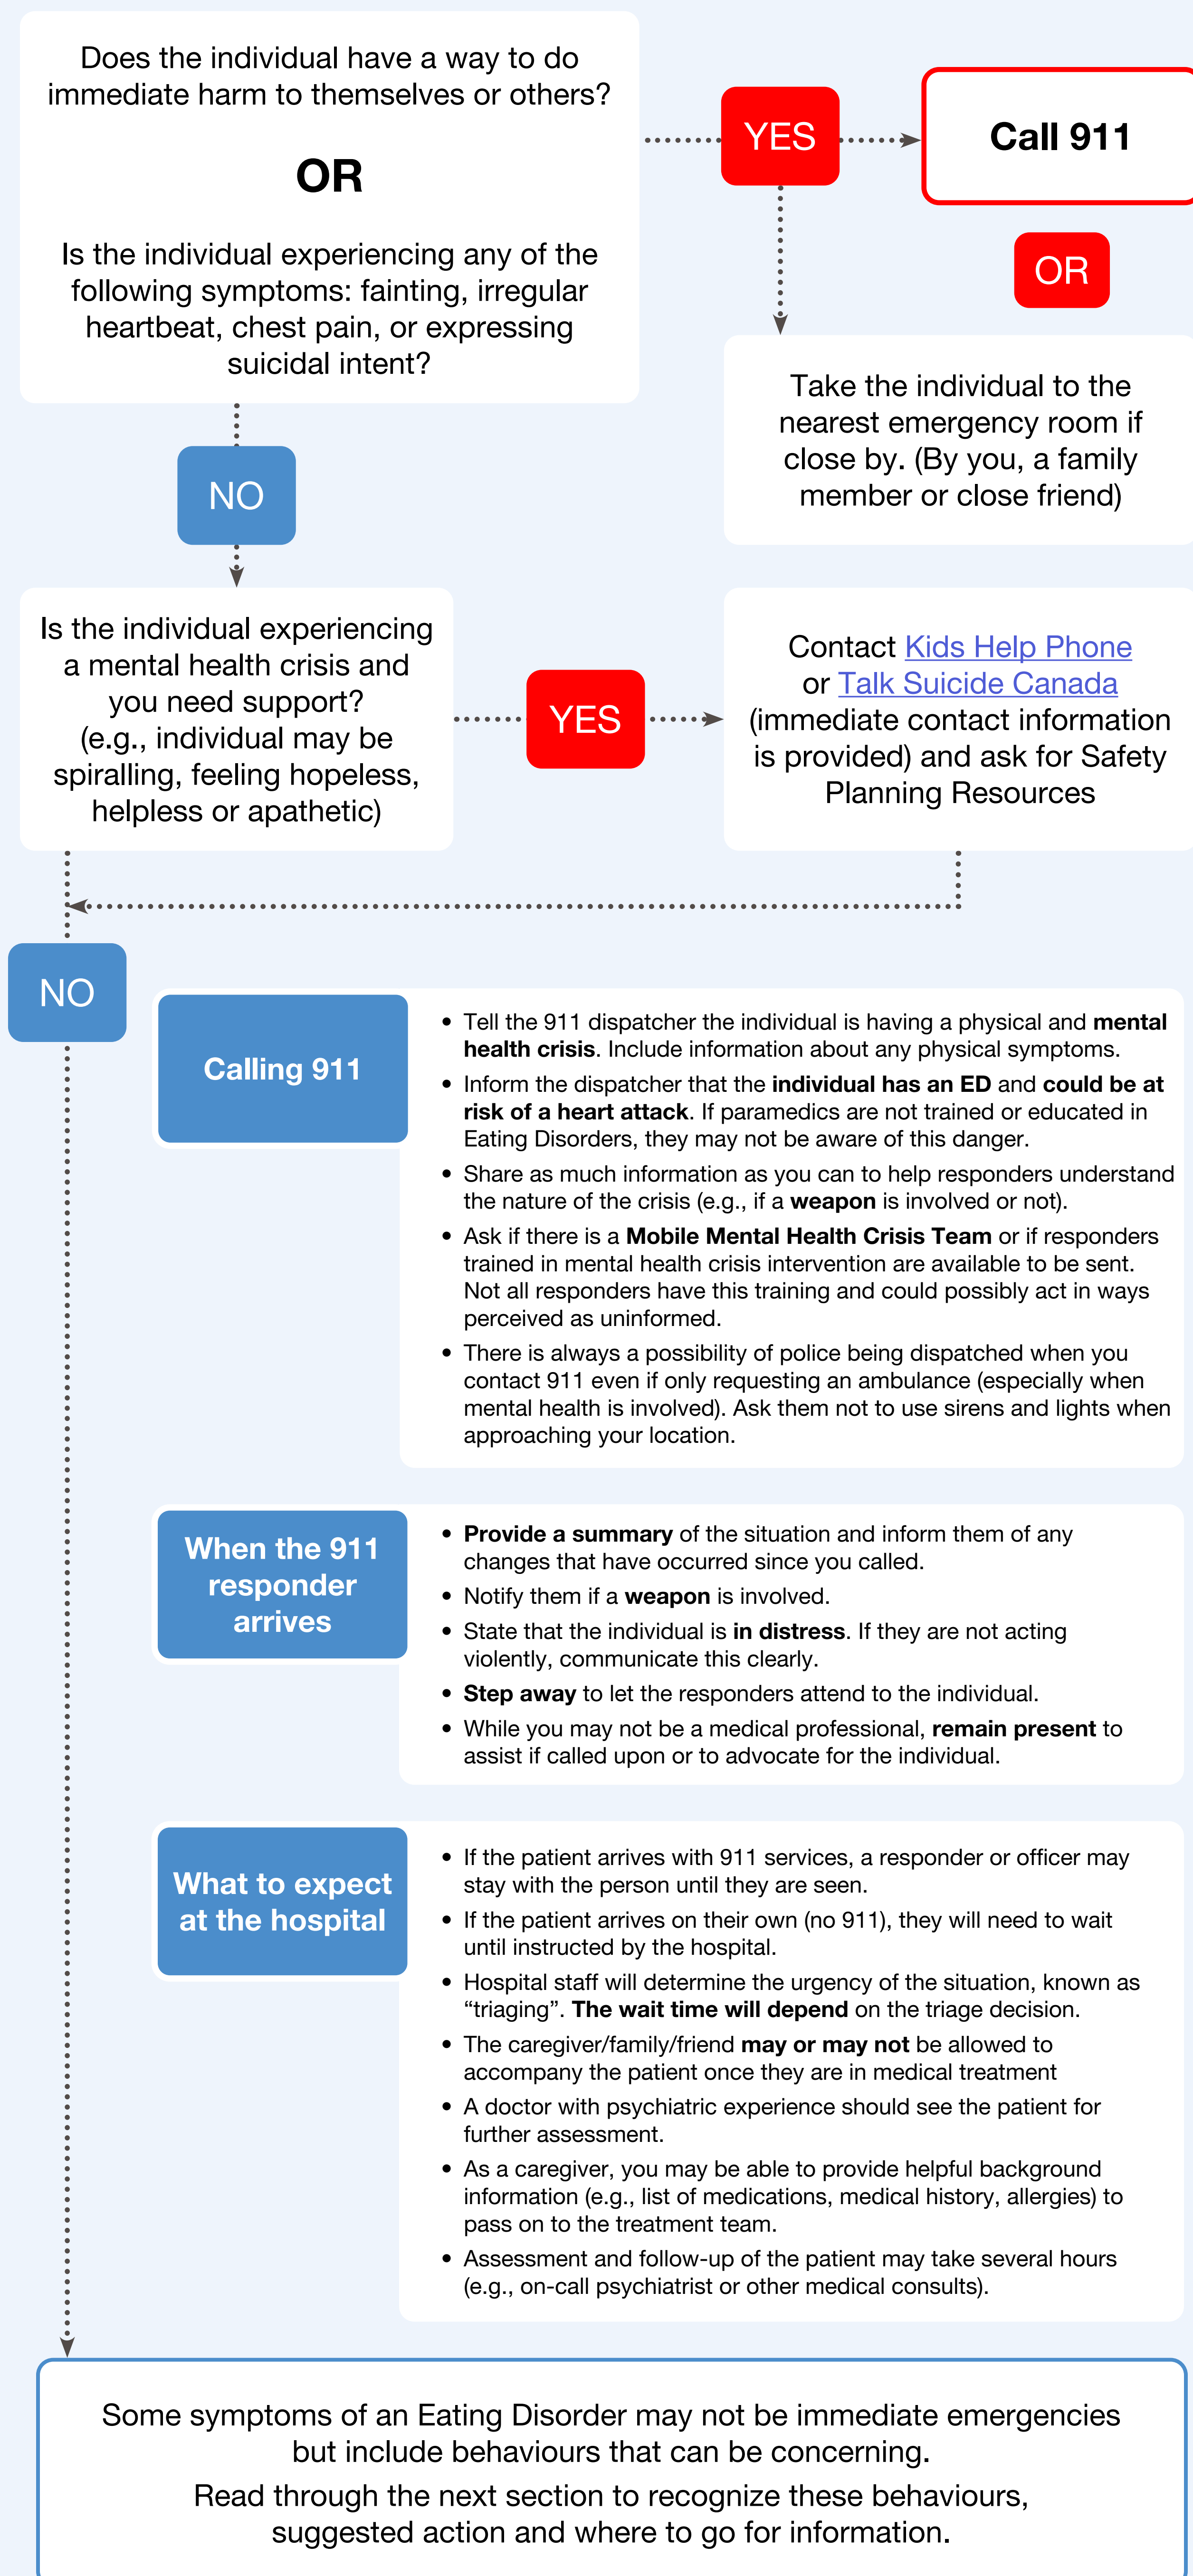 Does the individual have a way to do
immediate harm to themselves or others?
OR
Is the individual experiencing any of the
following symptoms: fainting, irregular
heartbeat, chest pain, or expressing
suicidal intent?
YES
Call 911
OR
Take the individual to the
nearest emergency room if
close by. (By you, a family
member or close friend)
NO
Is the individual experiencing
a mental health crisis and
you need support?
(e.g., individual may be
spiralling, feeling hopeless,
helpless or apathetic)
YES
Contact Kids Help Phone
or Talk Suicide Canada
(immediate contact information
is provided) and ask for Safety
Planning Resources
NO
Calling 911
• Tell the 911 dispatcher the individual is having a physical and mental
health crisis. Include information about any physical symptoms.
• Inform the dispatcher that the individual has an ED and could be at
risk of a heart attack. If paramedics are not trained or educated in
Eating Disorders, they may not be aware of this danger.
• Share as much information as you can to help responders understand
the nature of the crisis (e.g., if a weapon is involved or not).
• Ask if there is a Mobile Mental Health Crisis Team or if responders
trained in mental health crisis intervention are available to be sent.
Not all responders have this training and could possibly act in ways
perceived as uninformed.
• There is always a possibility of police being dispatched when you
contact 911 even if only requesting an ambulance (especially when
mental health is involved). Ask them not to use sirens and lights when
approaching your location.
When the 911
responder
arrives
• Provide a summary of the situation and inform them of any
changes that have occurred since you called.
• Notify them if a weapon is involved.
• State that the individual is in distress. If they are not acting
violently, communicate this clearly.
• Step away to let the responders attend to the individual.
• While you may not be a medical professional, remain present to
assist if called upon or to advocate for the individual.
What to expect
at the hospital
• If the patient arrives with 911 services, a responder or officer may
stay with the person until they are seen.
• If the patient arrives on their own (no 911), they will need to wait
until instructed by the hospital.
• Hospital staff will determine the urgency of the situation, known as
“triaging”. The wait time will depend on the triage decision.
• The caregiver/family/friend may or may not be allowed to
accompany the patient once they are in medical treatment
• A doctor with psychiatric experience should see the patient for
further assessment.
• As a caregiver, you may be able to provide helpful background
information (e.g., list of medications, medical history, allergies) to
pass on to the treatment team.
• Assessment and follow-up of the patient may take several hours
(e.g., on-call psychiatrist or other medical consults).
Some symptoms of an Eating Disorder may not be immediate emergencies
but include behaviours that can be concerning.
Read through the next section to recognize these behaviours,
suggested action and where to go for information.